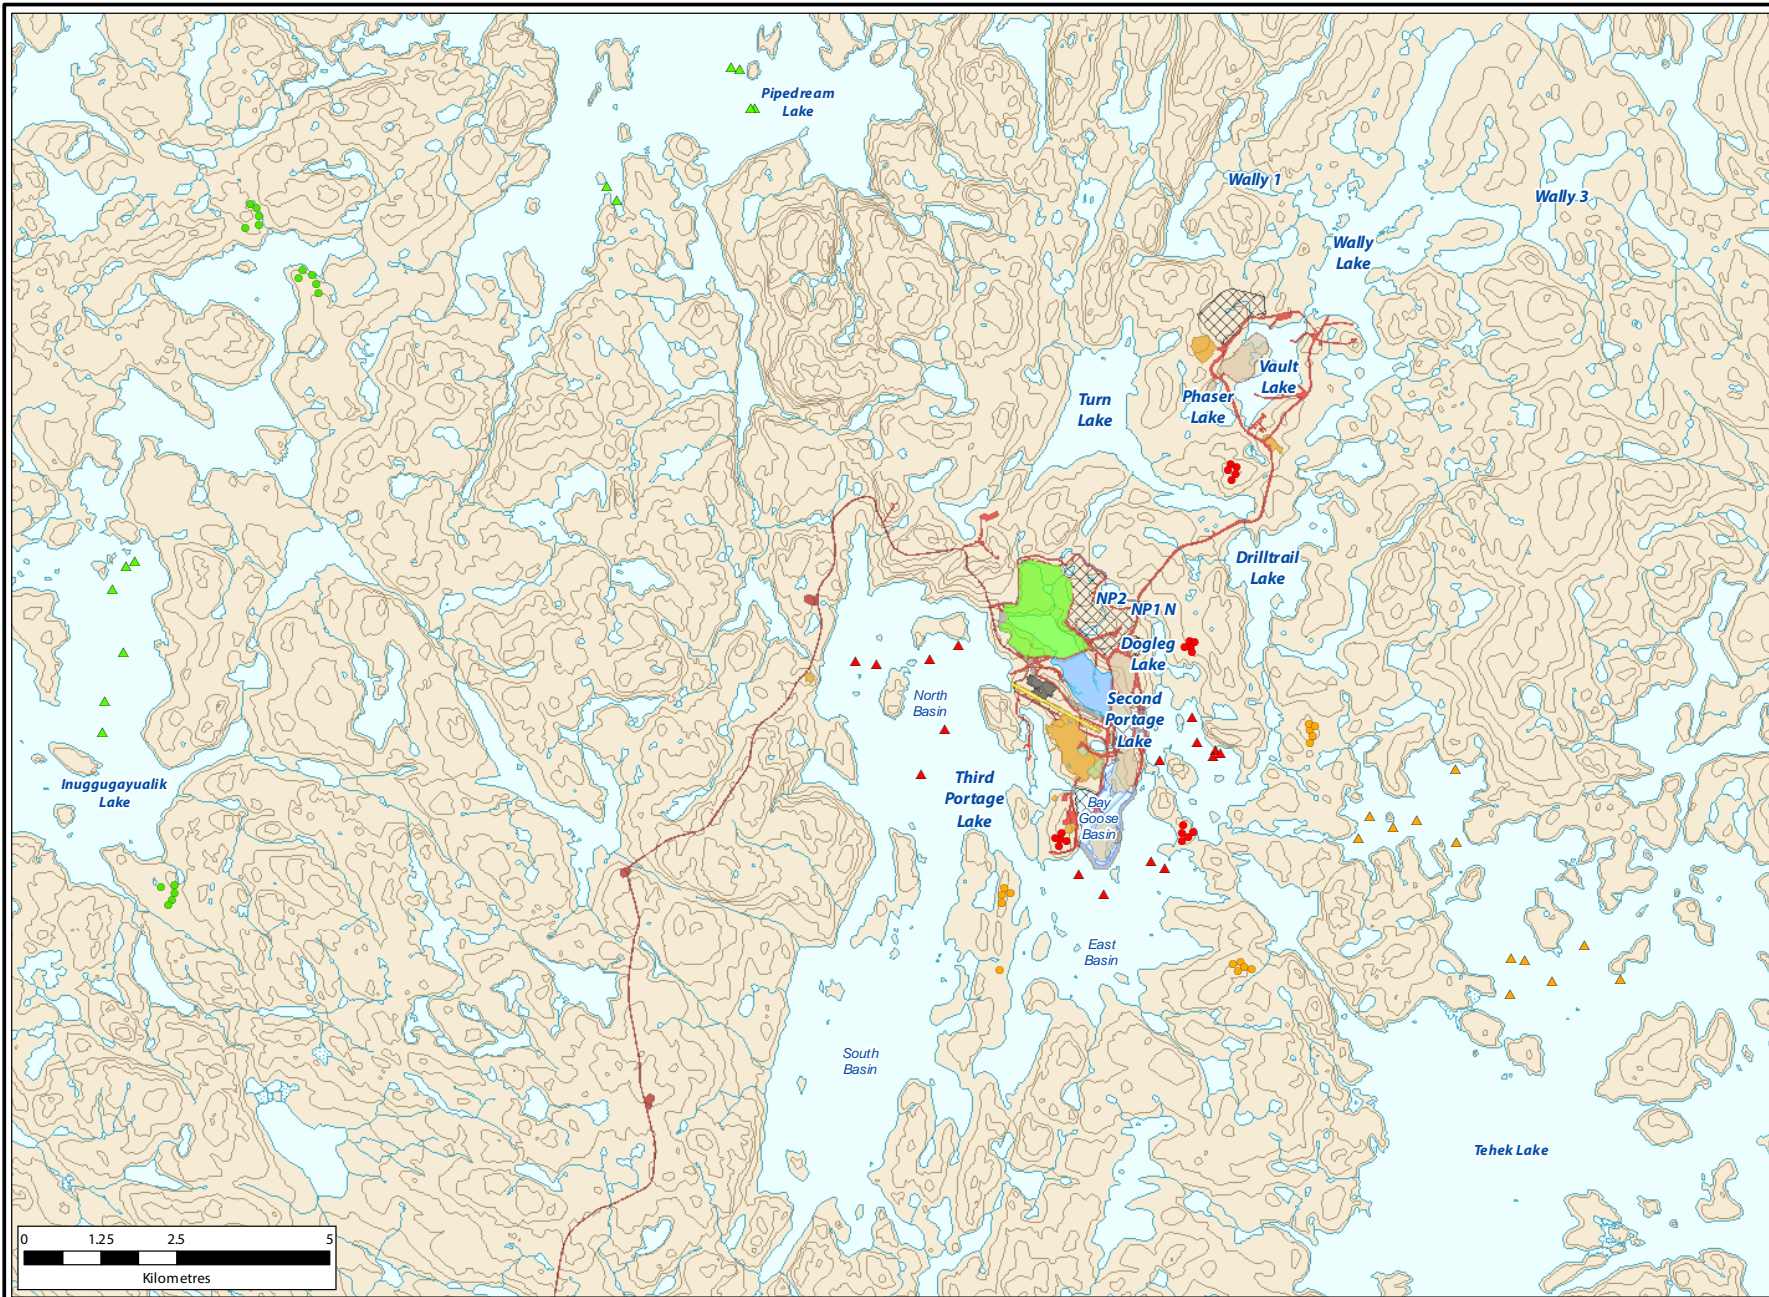 Pipedream
Lake
Wally 1
Wally 3
Wally
Lake
Vault
Lake
Phaser
Lake
Turn
Lake
Drilltrail
Lake
NP2
NP1 N
Dogleg
Lake
North
Basin
Second
Portage
Lake
Inuggugayualik
Lake
Third
Portage
Lake
Bay
Goose
Basin
East
Basin
South
Basin
Tehek Lake
0 1.25 2.5 5
Kilometres